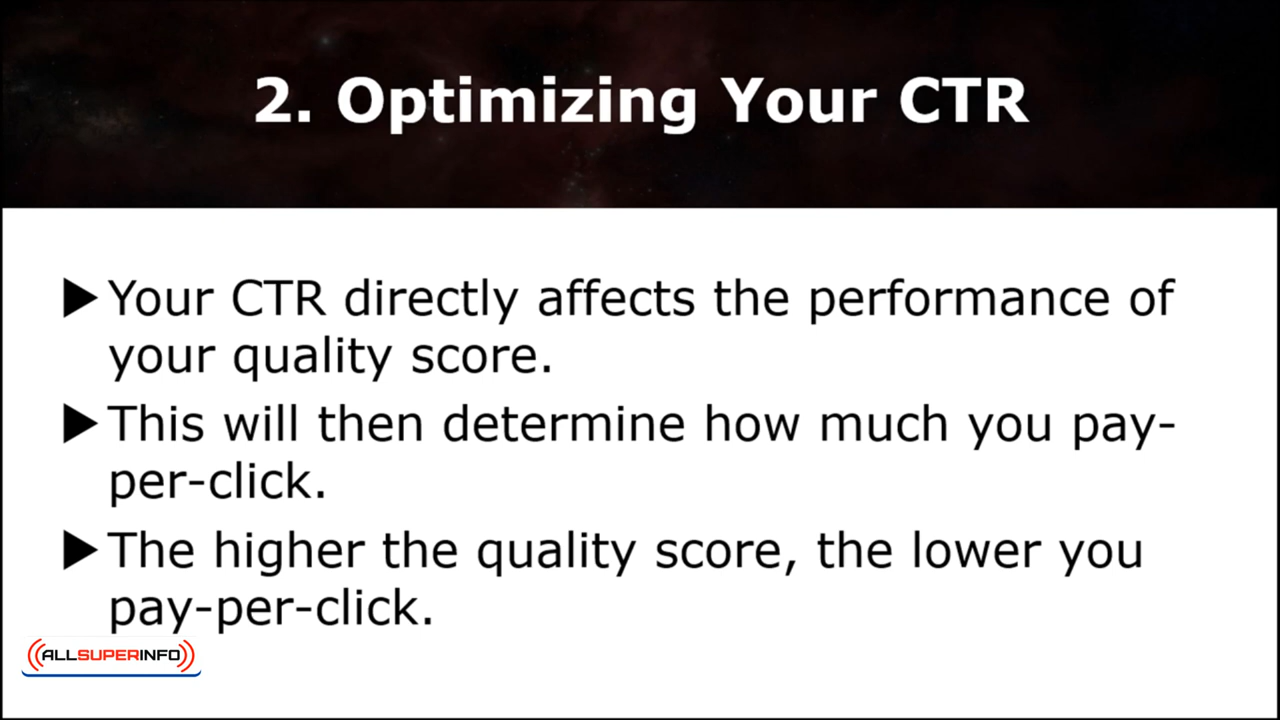 2. Optimizing Your CTR
▶Your CTR directly affects the performance of
your quality score.
▶This will then determine how much you pay-
per-click.
▶The higher the quality score, the lower you
pay-per-click.
((ALLSUPERINFO))